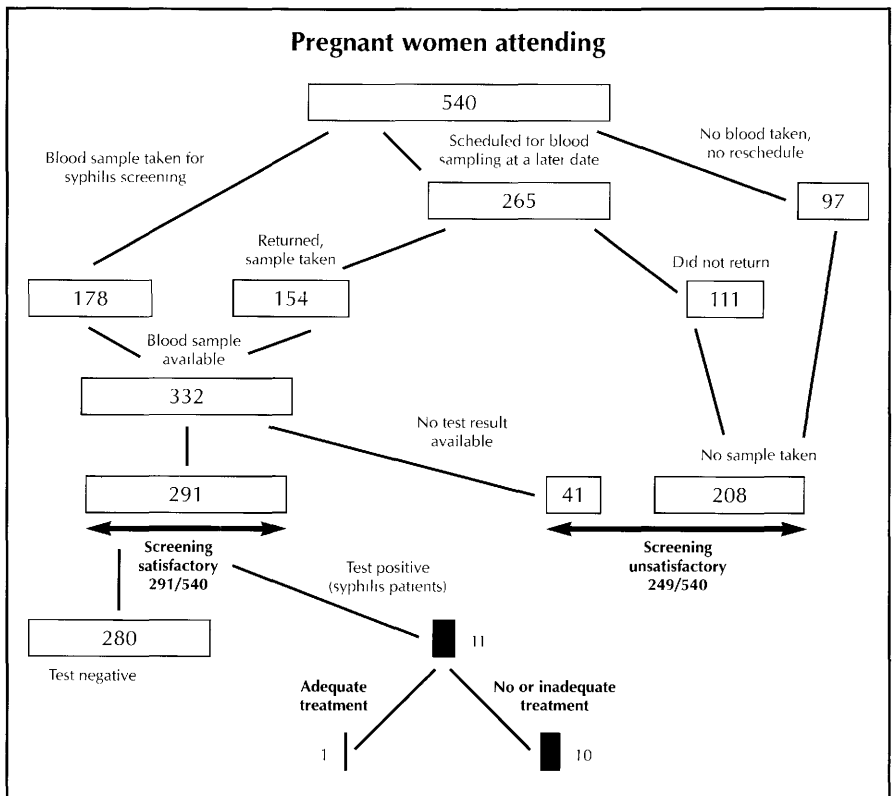 Pregnant women attending
540
Blood sample taken for
syphilis screening
Scheduled for blood
sampling at a later date
No blood taken,
no reschedule
265
97
Returned,
sample taken
Did not return
178
154
111
Blood sample
available
332
No test result
available
No sample taken
291
41
208
Screening
satisfactory
291/540
Screening
unsatisfactory
249/540
Test positive
(syphilis patients)
280
11
Test negative
Adequate
treatment
No or inadequate
treatment
1
10